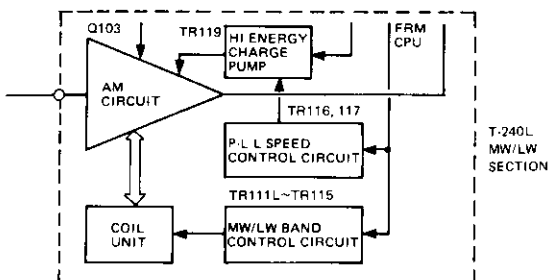 Q103
TR119
HI ENERGY
CHARGE
PUMP
FRM
CPU
AM
CIRCUIT
TR116, 117
P-L L SPEED
CONTROL CIRCUIT
T-240L
MW/LW
SECTION
TR111L~TR115
COIL
UNIT
MW/LW BAND
CONTROL CIRCUIT